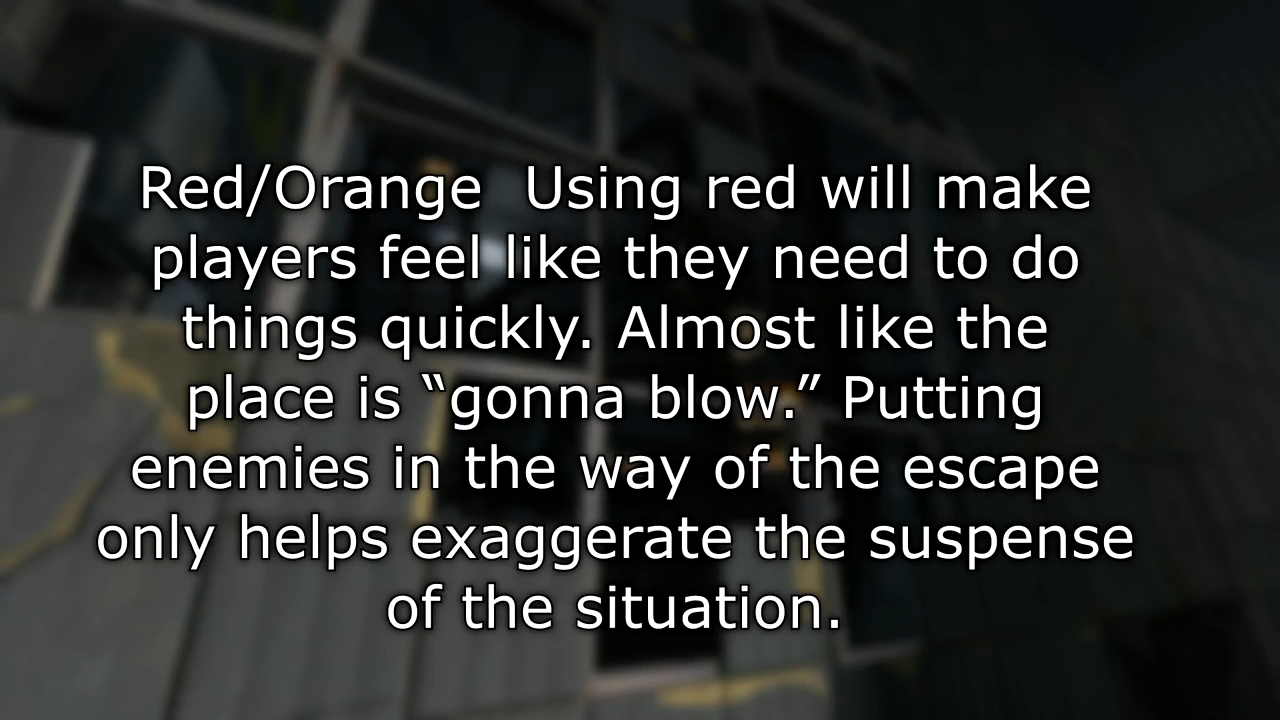 Red/Orange  Using red will make
players feel like they need to do
things quickly. Almost like the
place is “gonna blow.” Putting
enemies in the way of the escape
only helps exaggerate the suspense
of the situation.